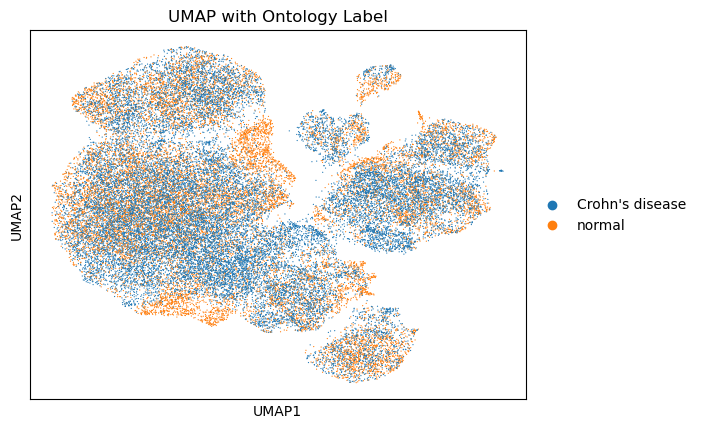 UMAP with Ontology Label
UMAP2
Crohn's disease
normal
UMAP1